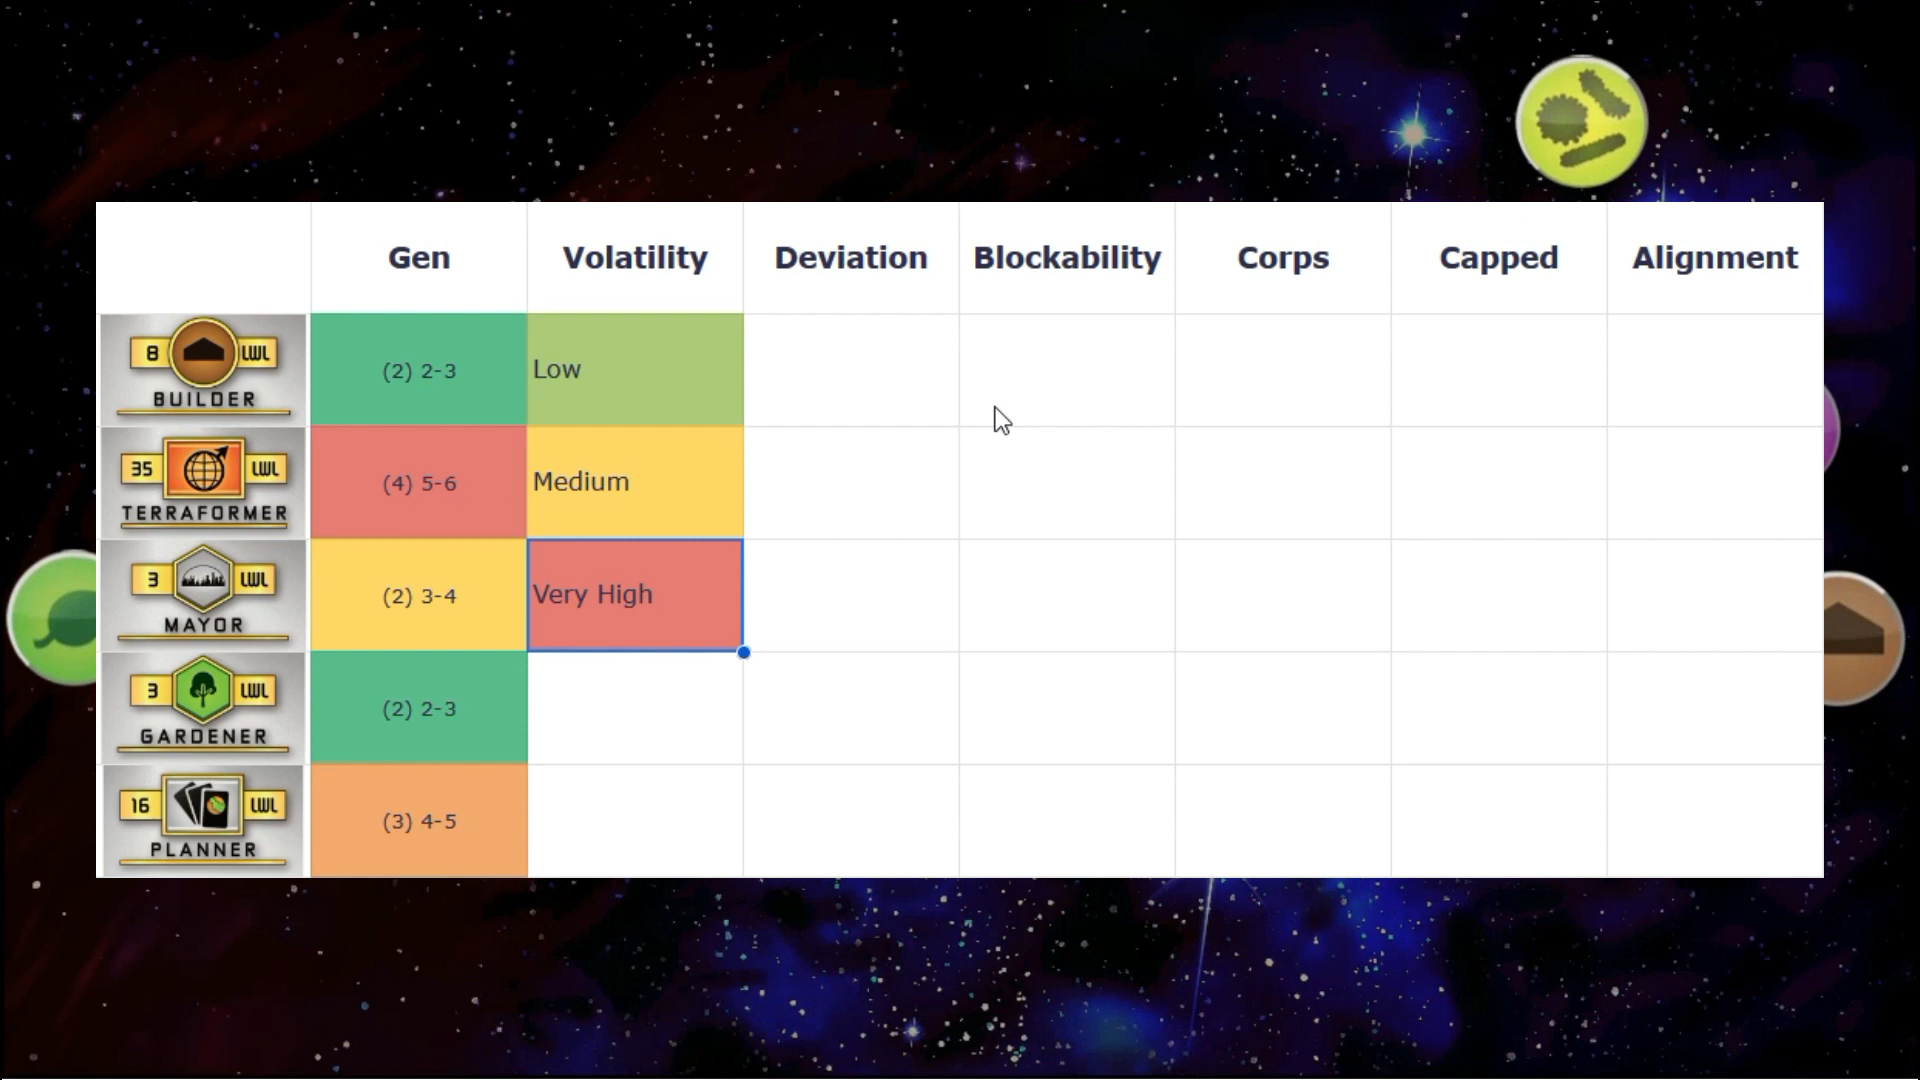 Gen Volatility Deviation Blockability Corps Capped Alignment
8 LWL
BUILDER
(2) 2-3
Low
35 LWL
TERRAFORMER
(4) 5-6
Medium
3 LWL
MAYOR
(2) 3-4
Very High
3 LWL
GARDENER
(2) 2-3
16 LWL
PLANNER
(3) 4-5